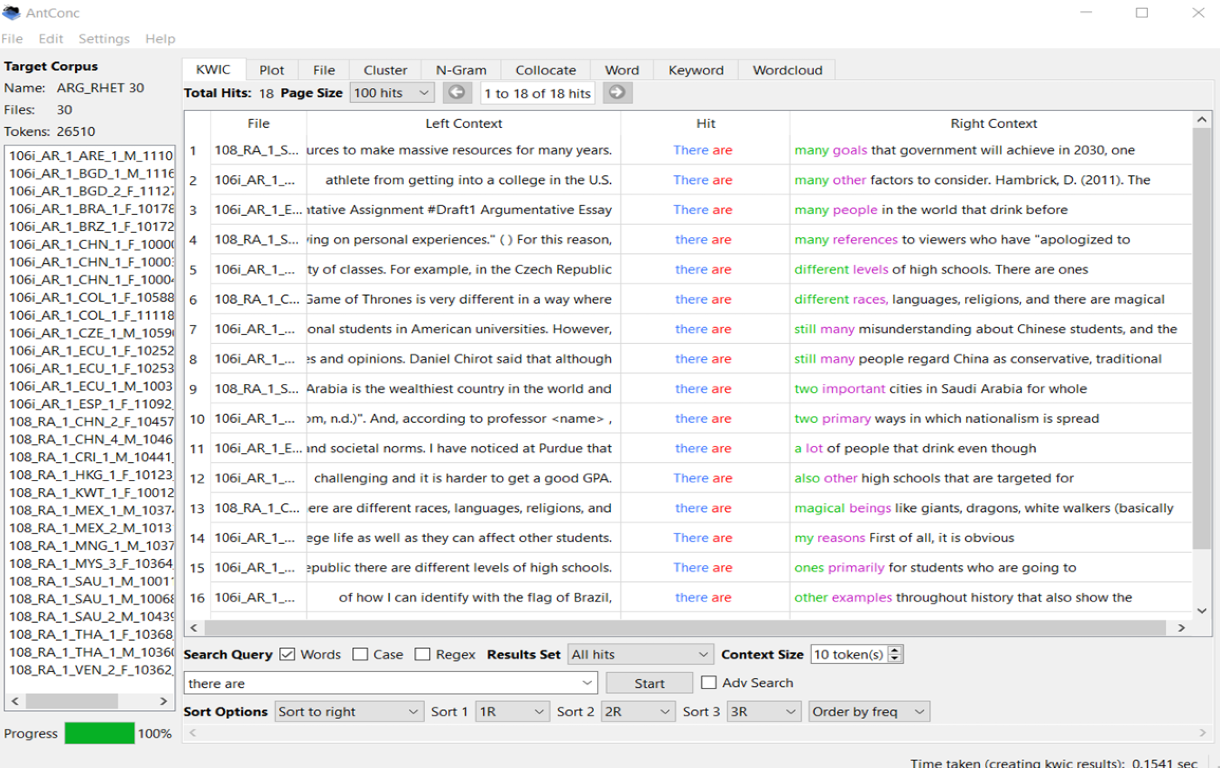 AntConc
File Edit Settings Help
Target Corpus
Name: ARG_RHET 30
Files: 30
Tokens: 26510
106i_AR_1_ARE_1_M_1110
106i_AR_1_BGD_1_M_1116
106i_AR_1_BGD_2_F_11127
106i_AR_1_BRA_1_F_10178
106i_AR_1_BRZ_1_F_10172
106i_AR_1_CHN_1_F_1000
106i_AR_1_CHN_1_F_1000
106i_AR_1_CHN_1_F_1000
106i_AR_1_COL_1_F_10588
106i_AR_1_COL_1_F_11118
106i_AR_1_CZE_1_M_1059
106i_AR_1_ECU_1_F_10252
106i_AR_1_ECU_1_F_10253
106i_AR_1_ECU_1_M_1003
106i_AR_1_ESP_1_F_11092_
108_RA_1_CHN_2_F_10457
108_RA_1_CHN_4_M_1046
108_RA_1_CRI_1_M_10441_
108_RA_1_HKG_1_F_10123_
108_RA_1_KWT_1_F_10012
108_RA_1_MEX_1_M_1037
108_RA_1_MEX_2_M_1013
108_RA_1_MNG_1_M_1037
108_RA_1_MYS_3_F_10364_
108_RA_1_SAU_1_M_1001
108_RA_1_SAU_1_M_10068
108_RA_1_SAU_2_M_10439
108_RA_1_THA_1_F_10368_
108_RA_1_THA_1_M_1036
108_RA_1_VEN_2_F_10362_
Progress 100%
KWIC Plot File Cluster N-Gram Collocate Word Keyword Wordcloud
Total Hits: 18 Page Size 100 hits 1 to 18 of 18 hits
File Left Context Hit Right Context
1 108_RA_1_S... urces to make massive resources for many years. There are many goals that government will achieve in 2030, one
2 106i_AR_1_... athlete from getting into a college in the U.S. There are many other factors to consider. Hambrick, D. (2011). The
3 106i_AR_1_E... ntative Assignment #Draft1 Argumentative Essay There are many people in the world that drink before
4 108_RA_1_S... ing on personal experiences." ( ) For this reason, there are many references to viewers who have "apologized to
5 106i_AR_1_... ty of classes. For example, in the Czech Republic there are different levels of high schools. There are ones
6 108_RA_1_C... Game of Thrones is very different in a way where there are different races, languages, religions, and there are magical
7 106i_AR_1_... onal students in American universities. However, there are still many misunderstanding about Chinese students, and the
8 106i_AR_1_... es and opinions. Daniel Chirot said that although there are still many people regard China as conservative, traditional
9 108_RA_1_S... Arabia is the wealthiest country in the world and there are two important cities in Saudi Arabia for whole
10 106i_AR_1_... om, n.d.)". And, according to professor <name> , there are two primary ways in which nationalism is spread
11 106i_AR_1_E... and societal norms. I have noticed at Purdue that there are a lot of people that drink even though
12 106i_AR_1_... challenging and it is harder to get a good GPA. There are also other high schools that are targeted for
13 108_RA_1_C... ere are different races, languages, religions, and there are magical beings like giants, dragons, white walkers (basically
14 106i_AR_1_... ege life as well as they can affect other students. There are my reasons First of all, it is obvious
15 106i_AR_1_... epublic there are different levels of high schools. There are ones primarily for students who are going to
16 106i_AR_1_... of how I can identify with the flag of Brazil, there are other examples throughout history that also show the
Search Query Words Case Regex Results Set All hits Context Size 10 token(s)
there are Start Adv Search
Sort Options Sort to right Sort 1 1R Sort 2 2R Sort 3 3R Order by freq
Time taken (creating kwic results): 0.1541 sec